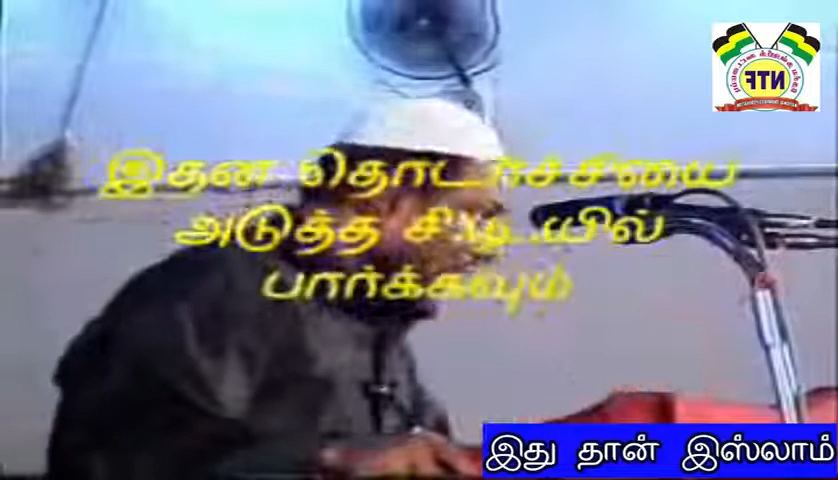 இதன் தொடர்ச்சியை
அடுத்த சி.டி.யில்
பார்க்கவும்
இது தான் இஸ்லாம்